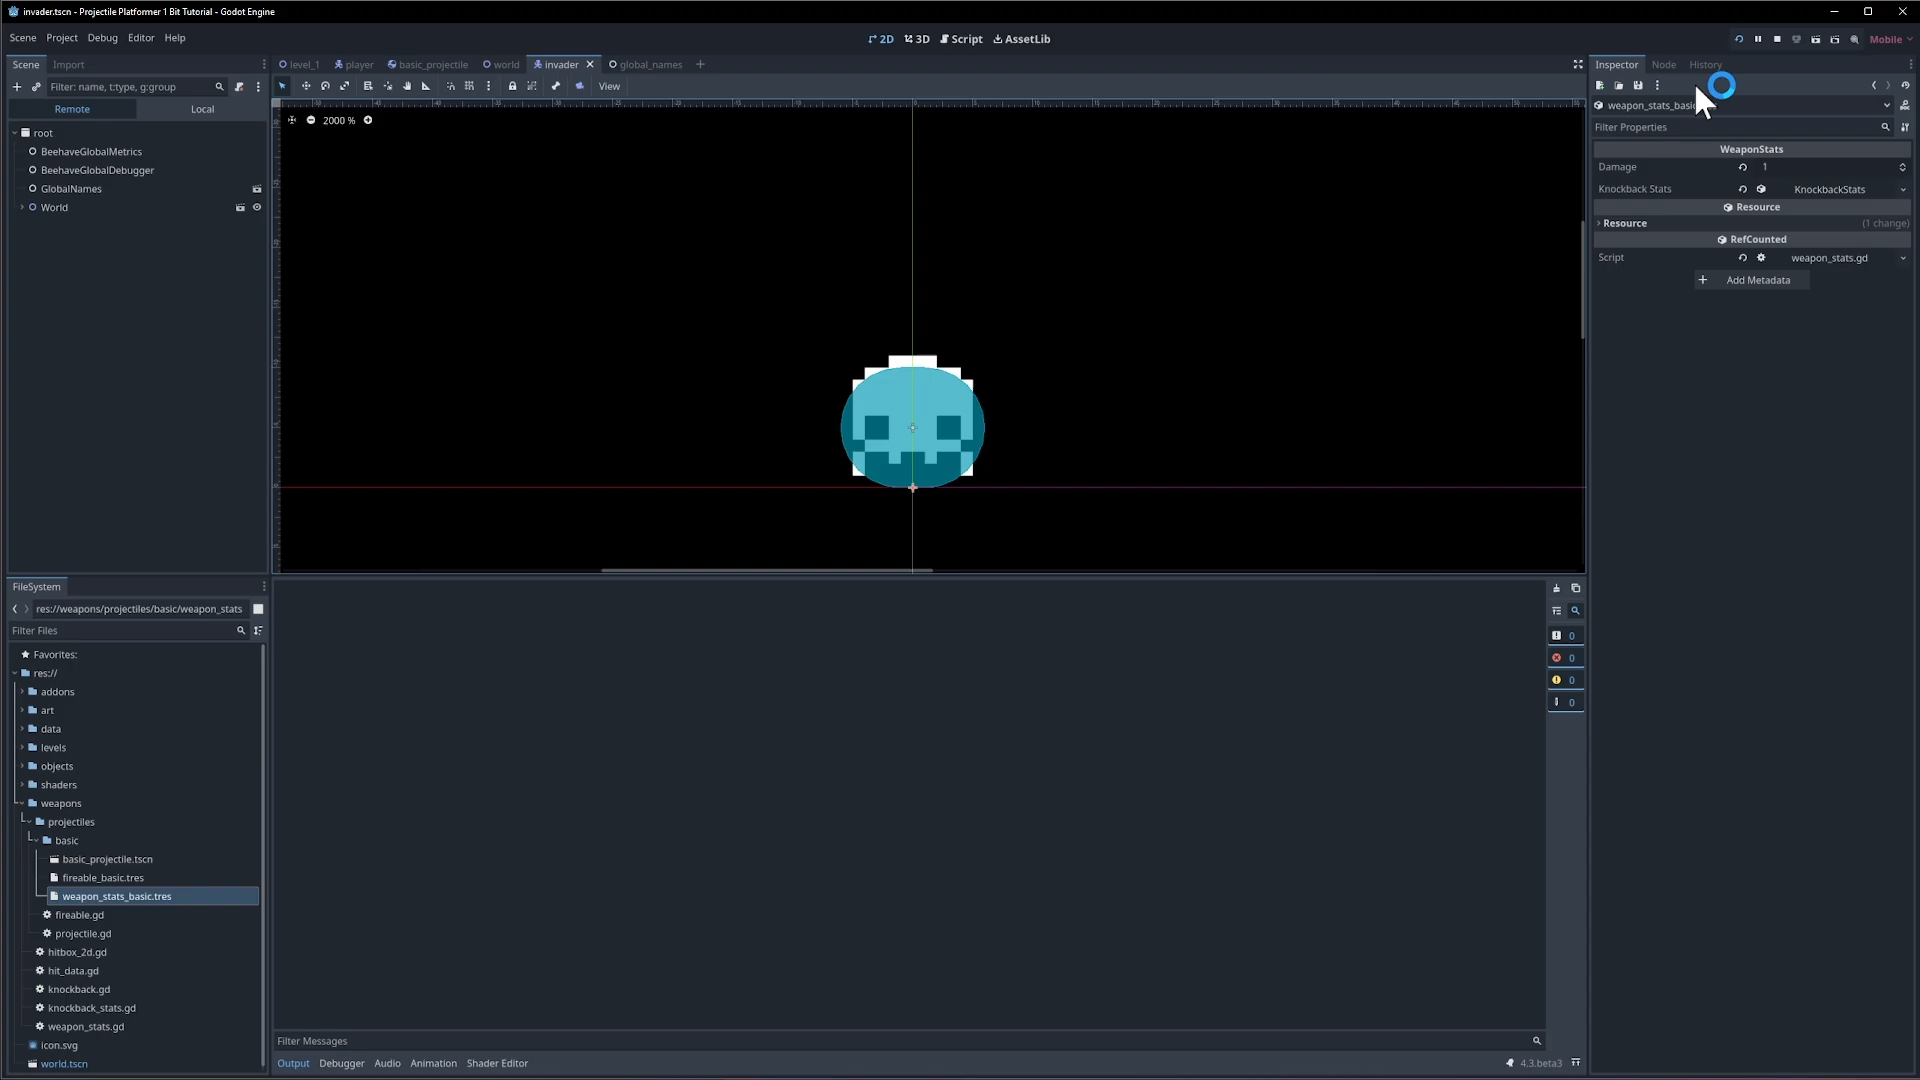 invader.tscn - Projectile Platformer 1 Bit Tutorial - Godot Engine
Scene Project Debug Editor Help
2D 3D Script AssetLib
Mobile
Scene Import
level_1 player basic_projectile world invader global_names
Inspector Node History
Filter: name, t:type, g:group
View
Remote Local
weapon_stats_basi
2000 %
Filter Properties
root
BeehaveGlobalMetrics
BeehaveGlobalDebugger
GlobalNames
World
WeaponStats
Damage 1
Knockback Stats KnockbackStats
Resource
Resource (1 change)
RefCounted
Script weapon_stats.gd
Add Metadata
FileSystem
res://weapons/projectiles/basic/weapon_stats
Filter Files
Favorites:
res://
addons
art
data
levels
objects
shaders
weapons
projectiles
basic
basic_projectile.tscn
fireable_basic.tres
weapon_stats_basic.tres
fireable.gd
projectile.gd
hitbox_2d.gd
hit_data.gd
knockback.gd
knockback_stats.gd
weapon_stats.gd
icon.svg
world.tscn
0
0
0
0
Filter Messages
Output Debugger Audio Animation Shader Editor
4.3.beta3